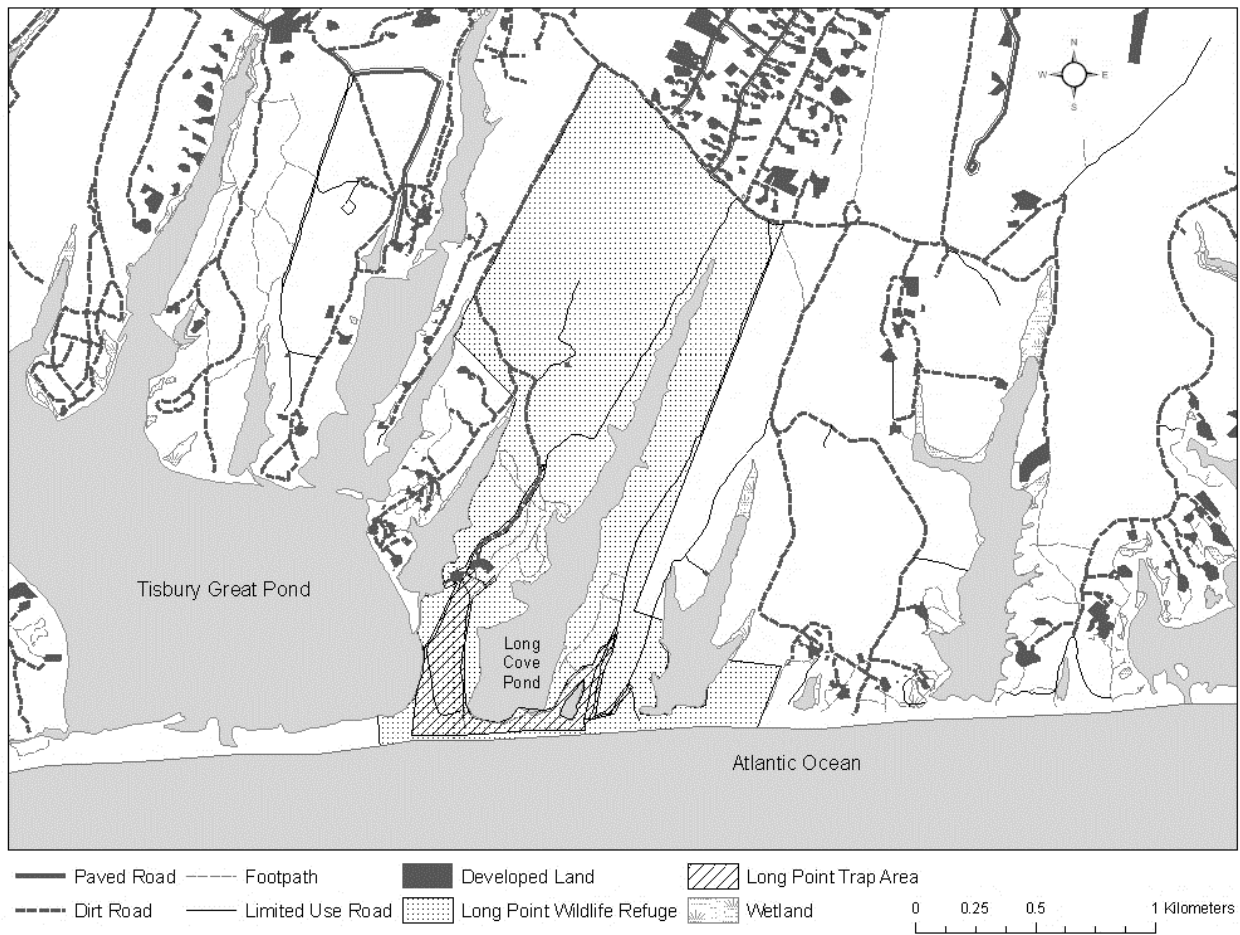 N
W E
S
Tisbury Great Pond
Long
Cove
Pond
Atlantic Ocean
Paved Road
Footpath
Developed Land
Long Point Trap Area
Dirt Road
Limited Use Road
Long Point Wildlife Refuge
Wetland
0 0.25 0.5 1 Kilometers